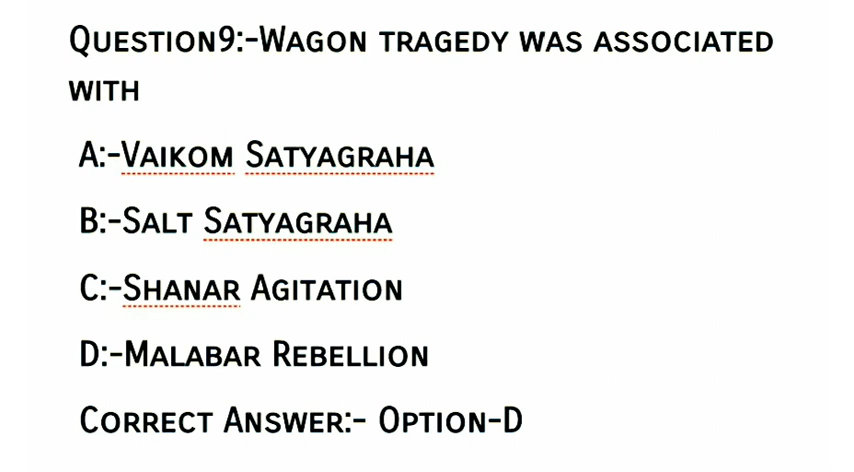 Question9:-Wagon tragedy was associated
with
A:-Vaikom Satyagraha
B:-Salt Satyagraha
C:-Shanar Agitation
D:-Malabar Rebellion
Correct Answer:- Option-D